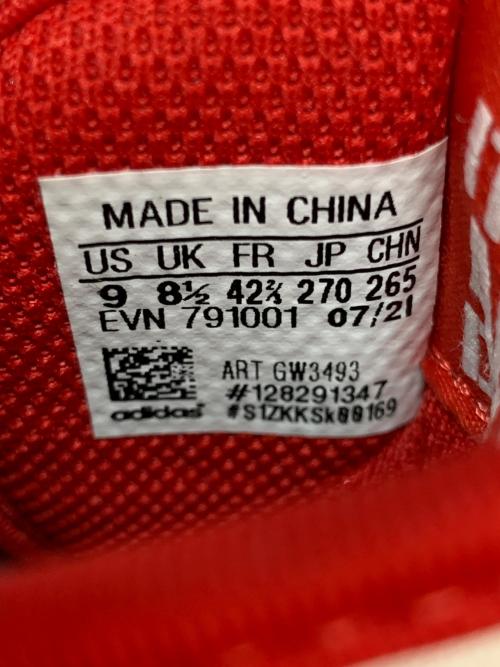 MADE IN CHINA
US UK FR JP CHN
9 8½ 42⅔ 270 265
EVN 791001 07/21
ART GW3493
#128291347
adidas #S1ZKKSk00169